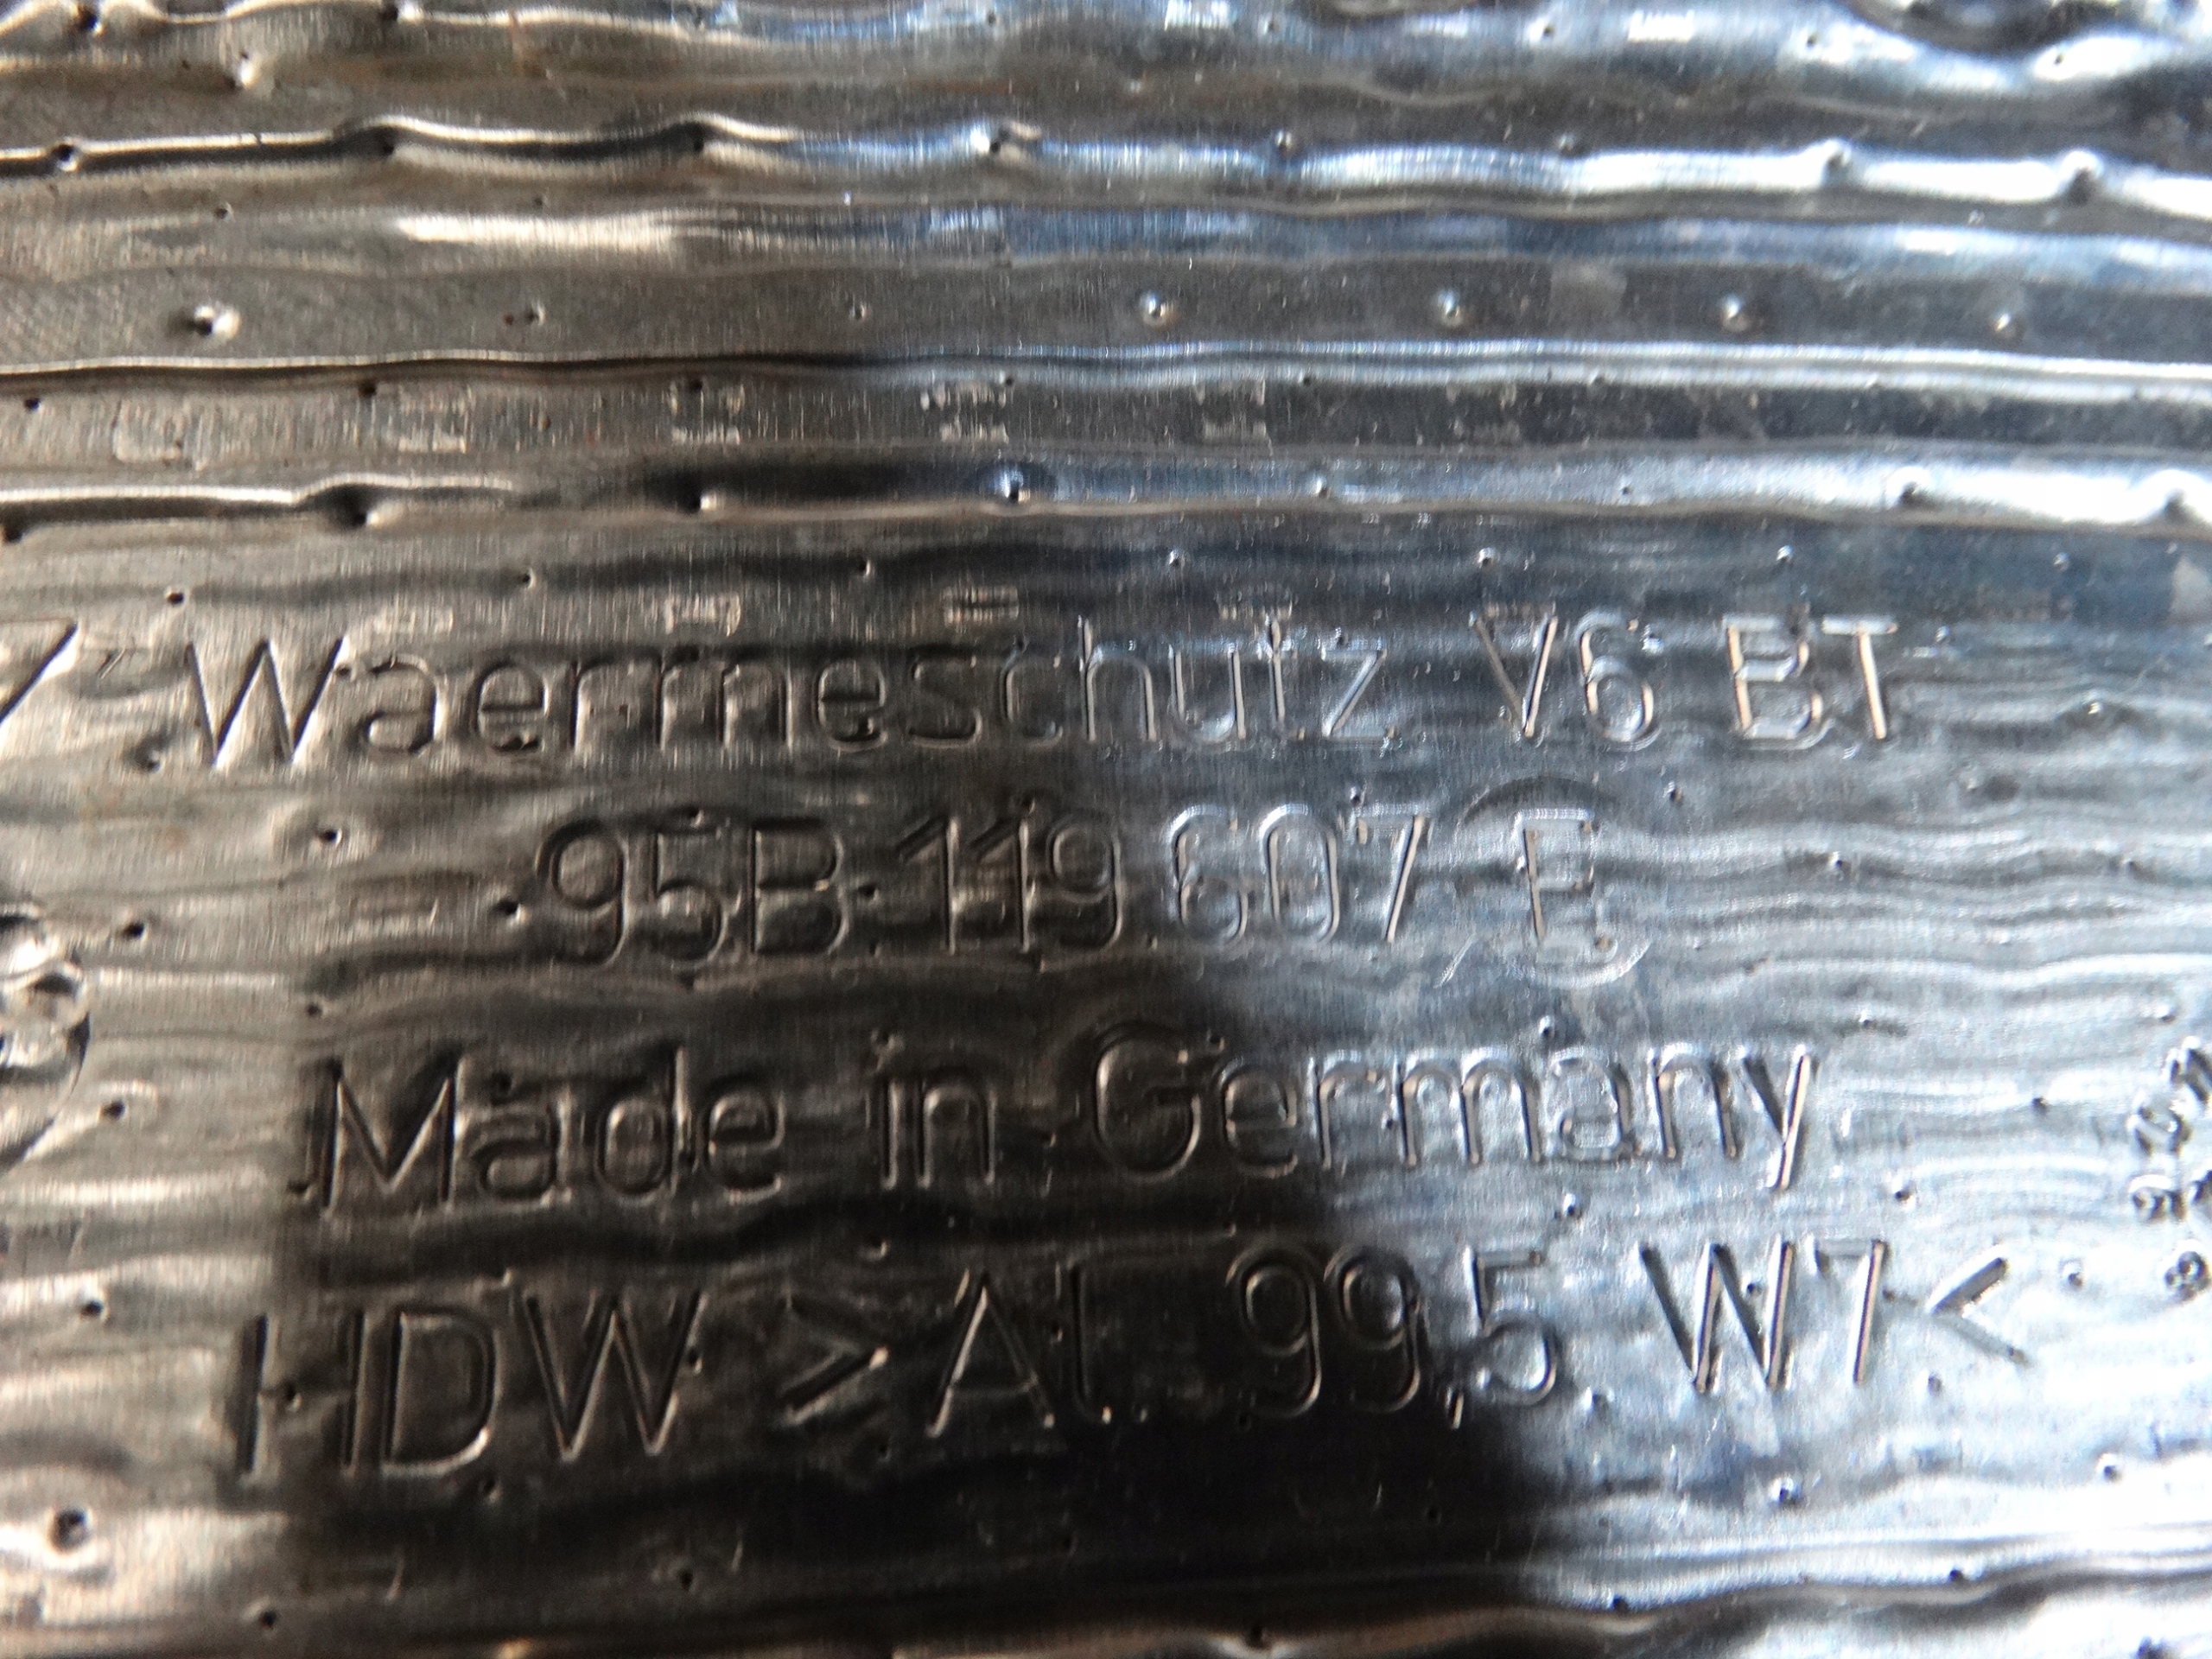 Waermeschutz V6 BT
95B.119.607
Made in Germany
HDW >Al. 99,5 W7<